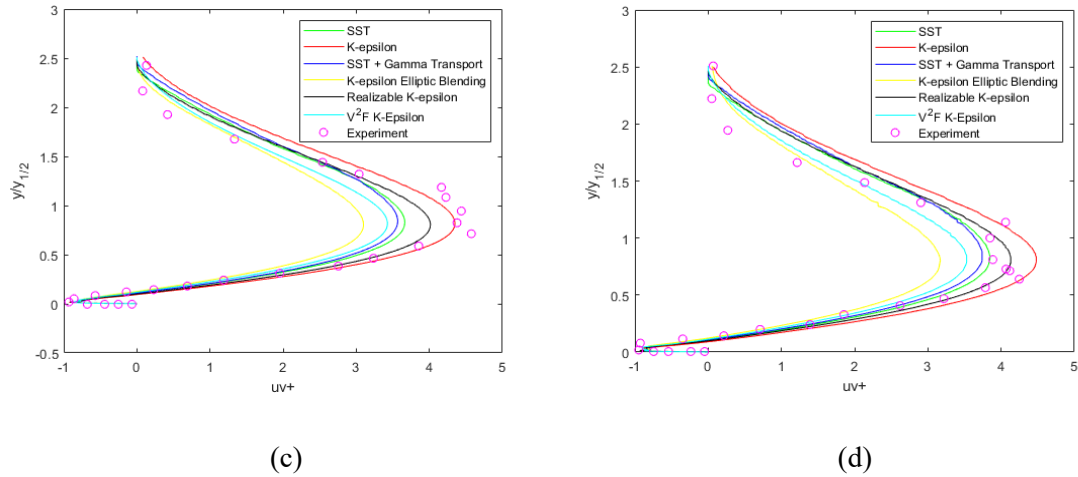 3
2.5
2
1.5
1
0.5
0
-0.5
y/y1/2
-1 0 1 2 3 4 5
uv+
SST
K-epsilon
SST + Gamma Transport
K-epsilon Elliptic Blending
Realizable K-epsilon
V2F K-Epsilon
Experiment
(c)
3
2.5
2
1.5
1
0.5
0
y/y1/2
-1 0 1 2 3 4 5
uv+
SST
K-epsilon
SST + Gamma Transport
K-epsilon Elliptic Blending
Realizable K-epsilon
V2F K-Epsilon
Experiment
(d)